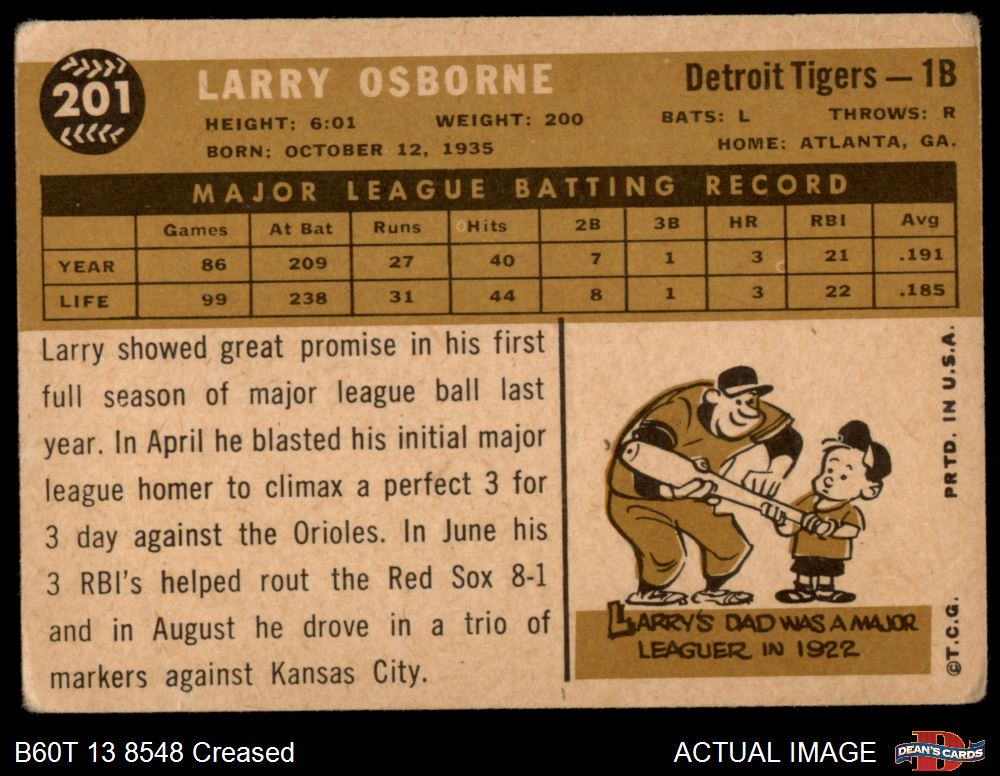 201
LARRY OSBORNE
Detroit Tigers — 1B
HEIGHT: 6:01 WEIGHT: 200 BATS: L THROWS: R
BORN: OCTOBER 12, 1935 HOME: ATLANTA, GA.
MAJOR LEAGUE BATTING RECORD
Games At Bat Runs Hits 2B 3B HR RBI Avg
YEAR 86 209 27 40 7 1 3 21 .191
LIFE 99 238 31 44 8 1 3 22 .185
Larry showed great promise in his first
full season of major league ball last
year. In April he blasted his initial major
league homer to climax a perfect 3 for
3 day against the Orioles. In June his
3 RBI's helped rout the Red Sox 8-1
and in August he drove in a trio of
markers against Kansas City.
LARRY'S DAD WAS A MAJOR
LEAGUER IN 1922
©T.C.G. PRTD. IN U.S.A.
B60T 13 8548 Creased
ACTUAL IMAGE
D
DEAN'S CARDS